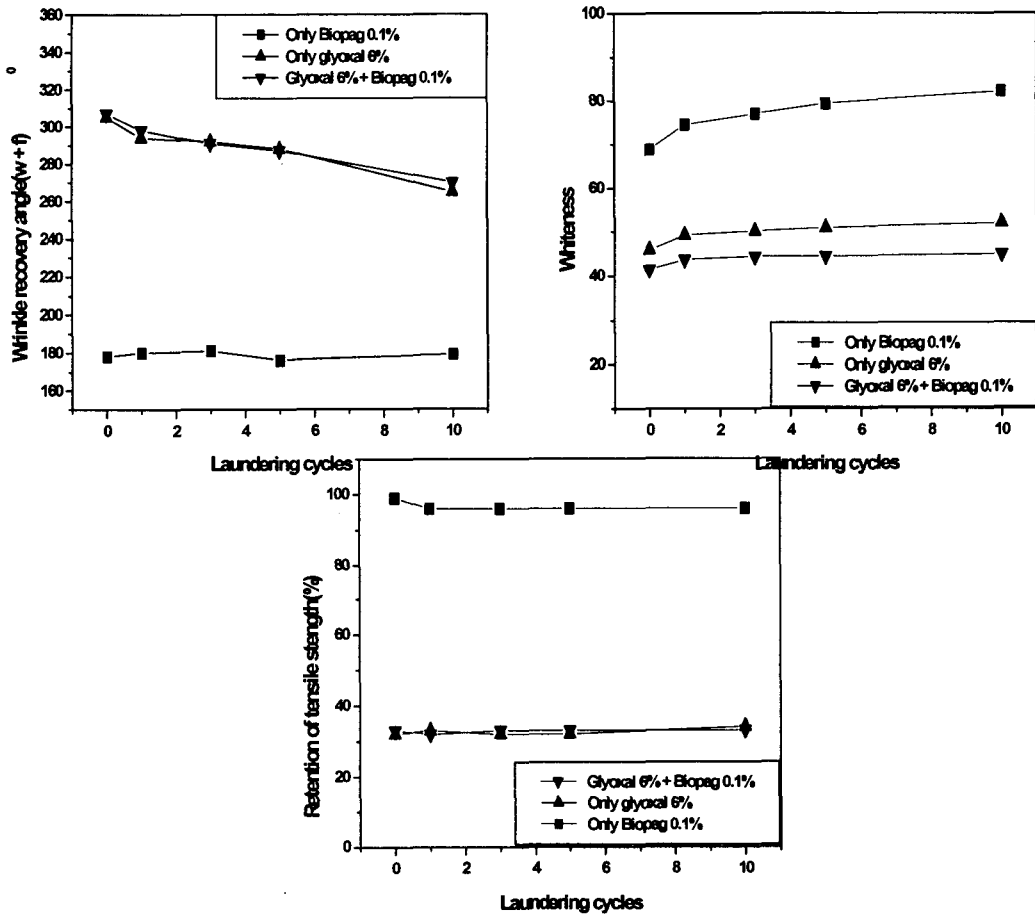 360
340
320
300
280
260
240
220
200
180
160
0
Wrinkle recovery angle(w + f)
Only Biopag 0.1%
Only glyoxal 6%
Glyoxal 6% + Biopag 0.1%
0 2 4 6 8 10
Laundering cycles
100
80
60
40
20
Whiteness
Only Biopag 0.1%
Only glyoxal 6%
Glyoxal 6% + Biopag 0.1%
0 2 4 6 8 10
Laundering cycles
100
80
60
40
20
0
Retention of tensile stength(%)
Glyoxal 6% + Biopag 0.1%
Only glyoxal 6%
Only Biopag 0.1%
0 2 4 6 8 10
Laundering cycles